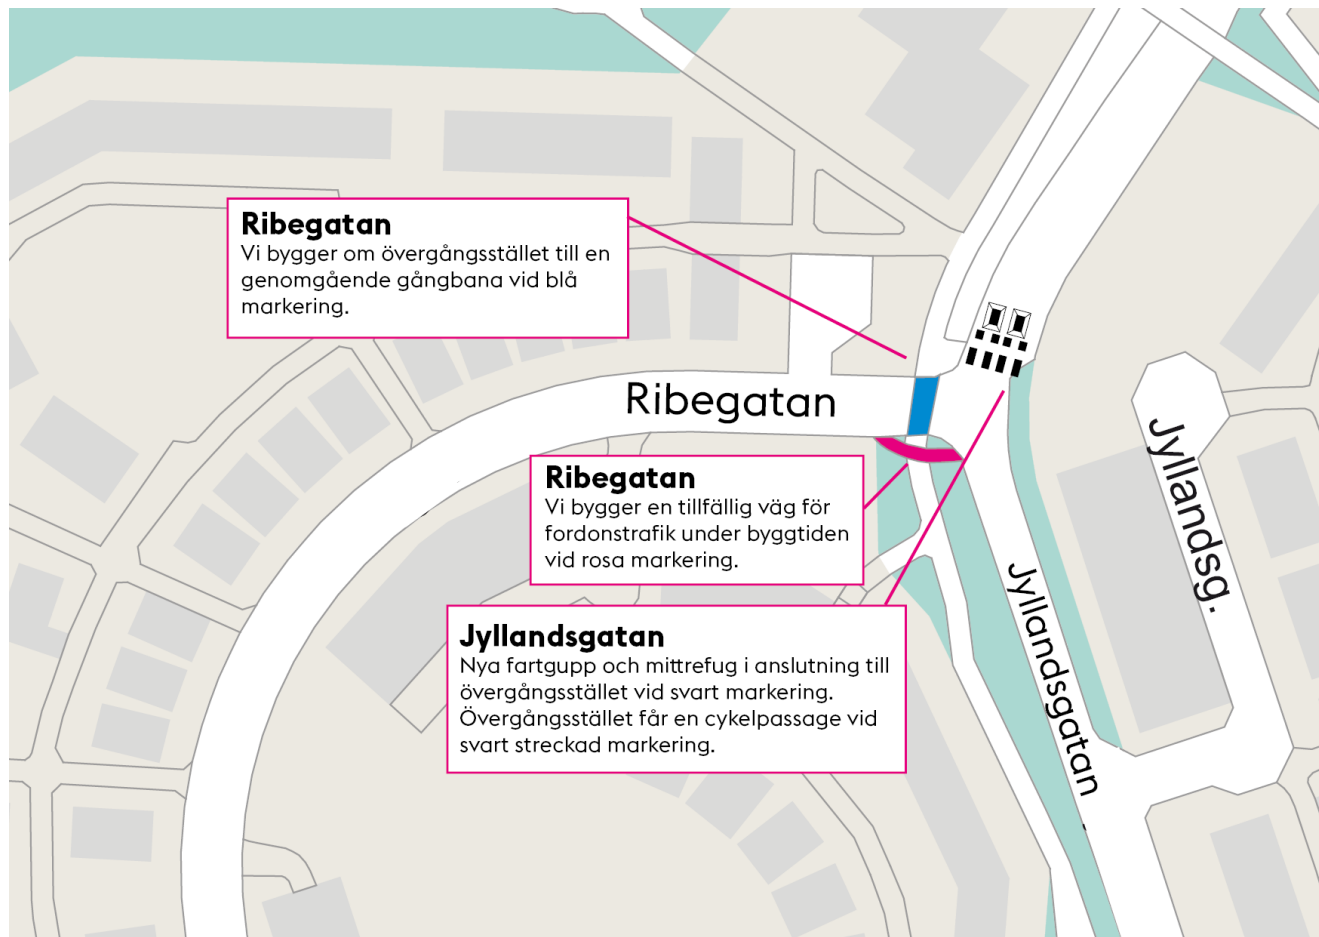 Ribegatan
Vi bygger om övergångsstället till en
genomgående gångbana vid blå
markering.
Ribegatan
Ribegatan
Vi bygger en tillfällig väg för
fordonstrafik under byggtiden
vid rosa markering.
Jyllandsgatan
Nya fartgupp och mittrefug i anslutning till
övergångsstället vid svart markering.
Övergångsstället får en cykelpassage vid
svart streckad markering.
Jyllandsg.
Jyllandsgatan